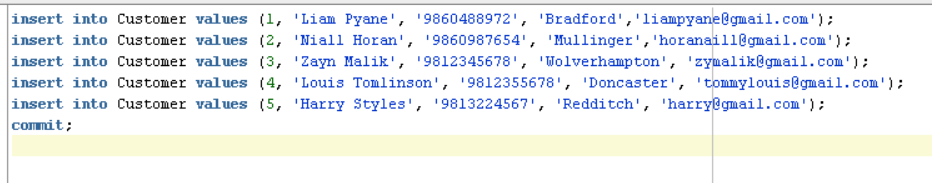 insert into Customer values (1, 'Liam Pyane', '9860488972', 'Bradford','liampyane@gmail.com');
insert into Customer values (2, 'Niall Horan', '9860987654', 'Mullinger','horanaill@gmail.com');
insert into Customer values (3, 'Zayn Malik', '9812345678', 'Wolverhampton', 'zymalik@gmail.com');
insert into Customer values (4, 'Louis Tomlinson', '9812355678', 'Doncaster', 'tommylouis@gmail.com');
insert into Customer values (5, 'Harry Styles', '9813224567', 'Redditch', 'harry@gmail.com');
commit;